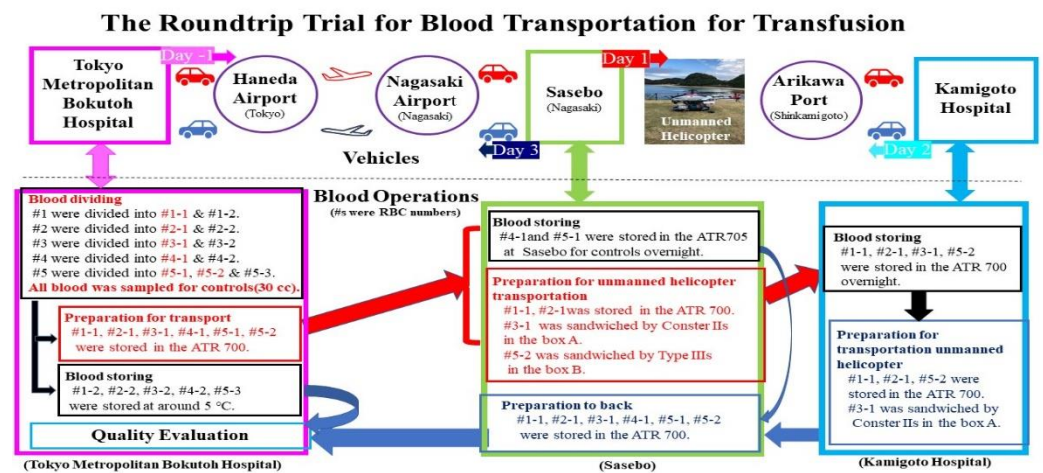 The Roundtrip Trial for Blood Transportation for Transfusion
Tokyo
Metropolitan
Bokutoh
Hospital
Day -1
Haneda
Airport
(Tokyo)
Nagasaki
Airport
(Nagasaki)
Sasebo
(Nagasaki)
Day 1
Unmanned
Helicopter
Arikawa
Port
(Shinkamigoto)
Kamigoto
Hospital
Day 3
Day 2
Vehicles
Blood Operations
(#s were RBC numbers)
Blood dividing
#1 were divided into #1-1 & #1-2.
#2 were divided into #2-1 & #2-2.
#3 were divided into #3-1 & #3-2
#4 were divided into #4-1 & #4-2.
#5 were divided into #5-1, #5-2 & #5-3.
All blood was sampled for controls(30 cc).
Preparation for transport
#1-1, #2-1, #3-1, #4-1, #5-1, #5-2
were stored in the ATR 700.
Blood storing
#1-2, #2-2, #3-2, #4-2, #5-3
were stored at around 5 °C.
Quality Evaluation
(Tokyo Metropolitan Bokutoh Hospital)
Blood storing
#4-1and #5-1 were stored in the ATR705
at Sasebo for controls overnight.
Preparation for unmanned helicopter
transportation
#1-1, #2-1was stored in the ATR 700.
#3-1 was sandwiched by Conster IIs
in the box A.
#5-2 was sandwiched by Type IIIs
in the box B.
Preparation to back
#1-1, #2-1, #3-1, #4-1, #5-1, #5-2
were stored in the ATR 700.
(Sasebo)
Blood storing
#1-1, #2-1, #3-1, #5-2
were stored in the ATR 700
overnight.
Preparation for
transportation unmanned
helicopter
#1-1, #2-1, #5-2 were
stored in the ATR 700.
#3-1 was sandwiched by
Conster IIs in the box A.
(Kamigoto Hospital)